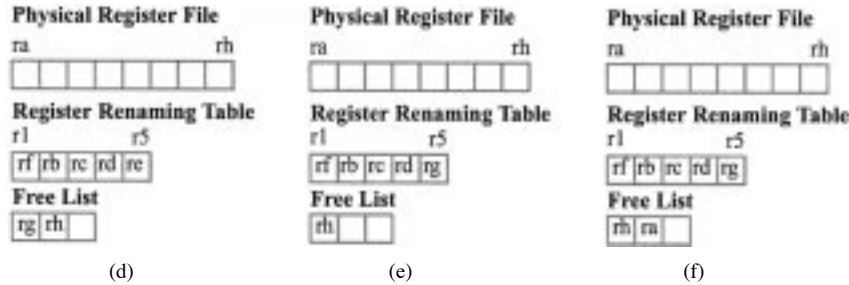 Physical Register File
ra rh
Register Renaming Table
r1 r5
rf rb rc rd re
Free List
rg rh
(d)
Physical Register File
ra rh
Register Renaming Table
r1 r5
rf rb rc rd rg
Free List
rh
(e)
Physical Register File
ra rh
Register Renaming Table
r1 r5
rf rb rc rd rg
Free List
rh ra
(f)